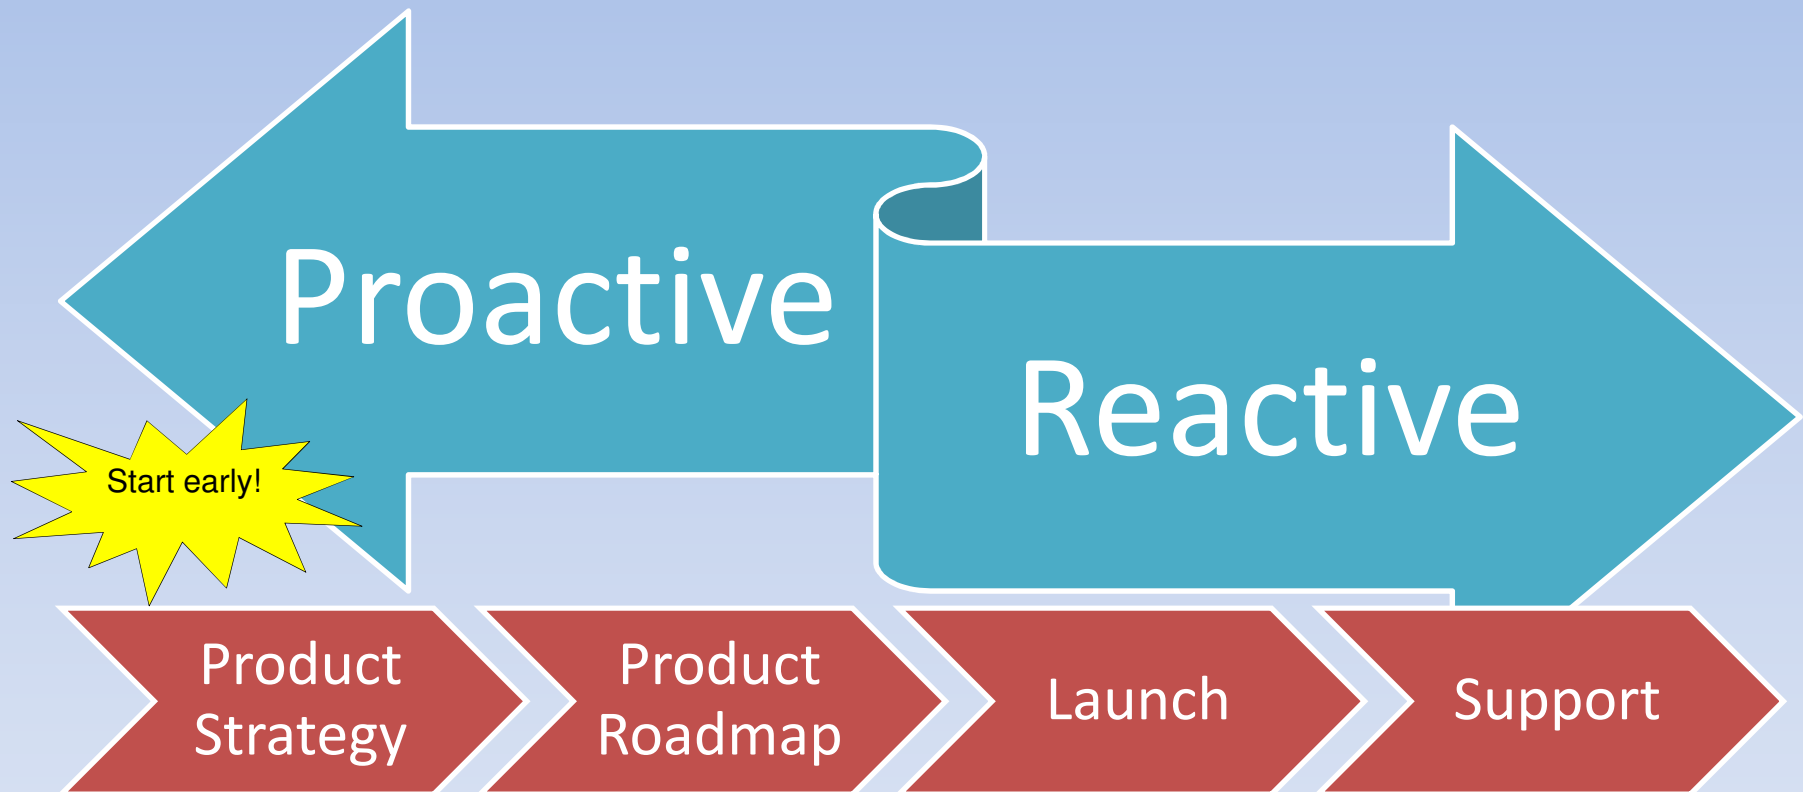 Proactive
Reactive
Start early!
Product
Strategy
Product
Roadmap
Launch
Support